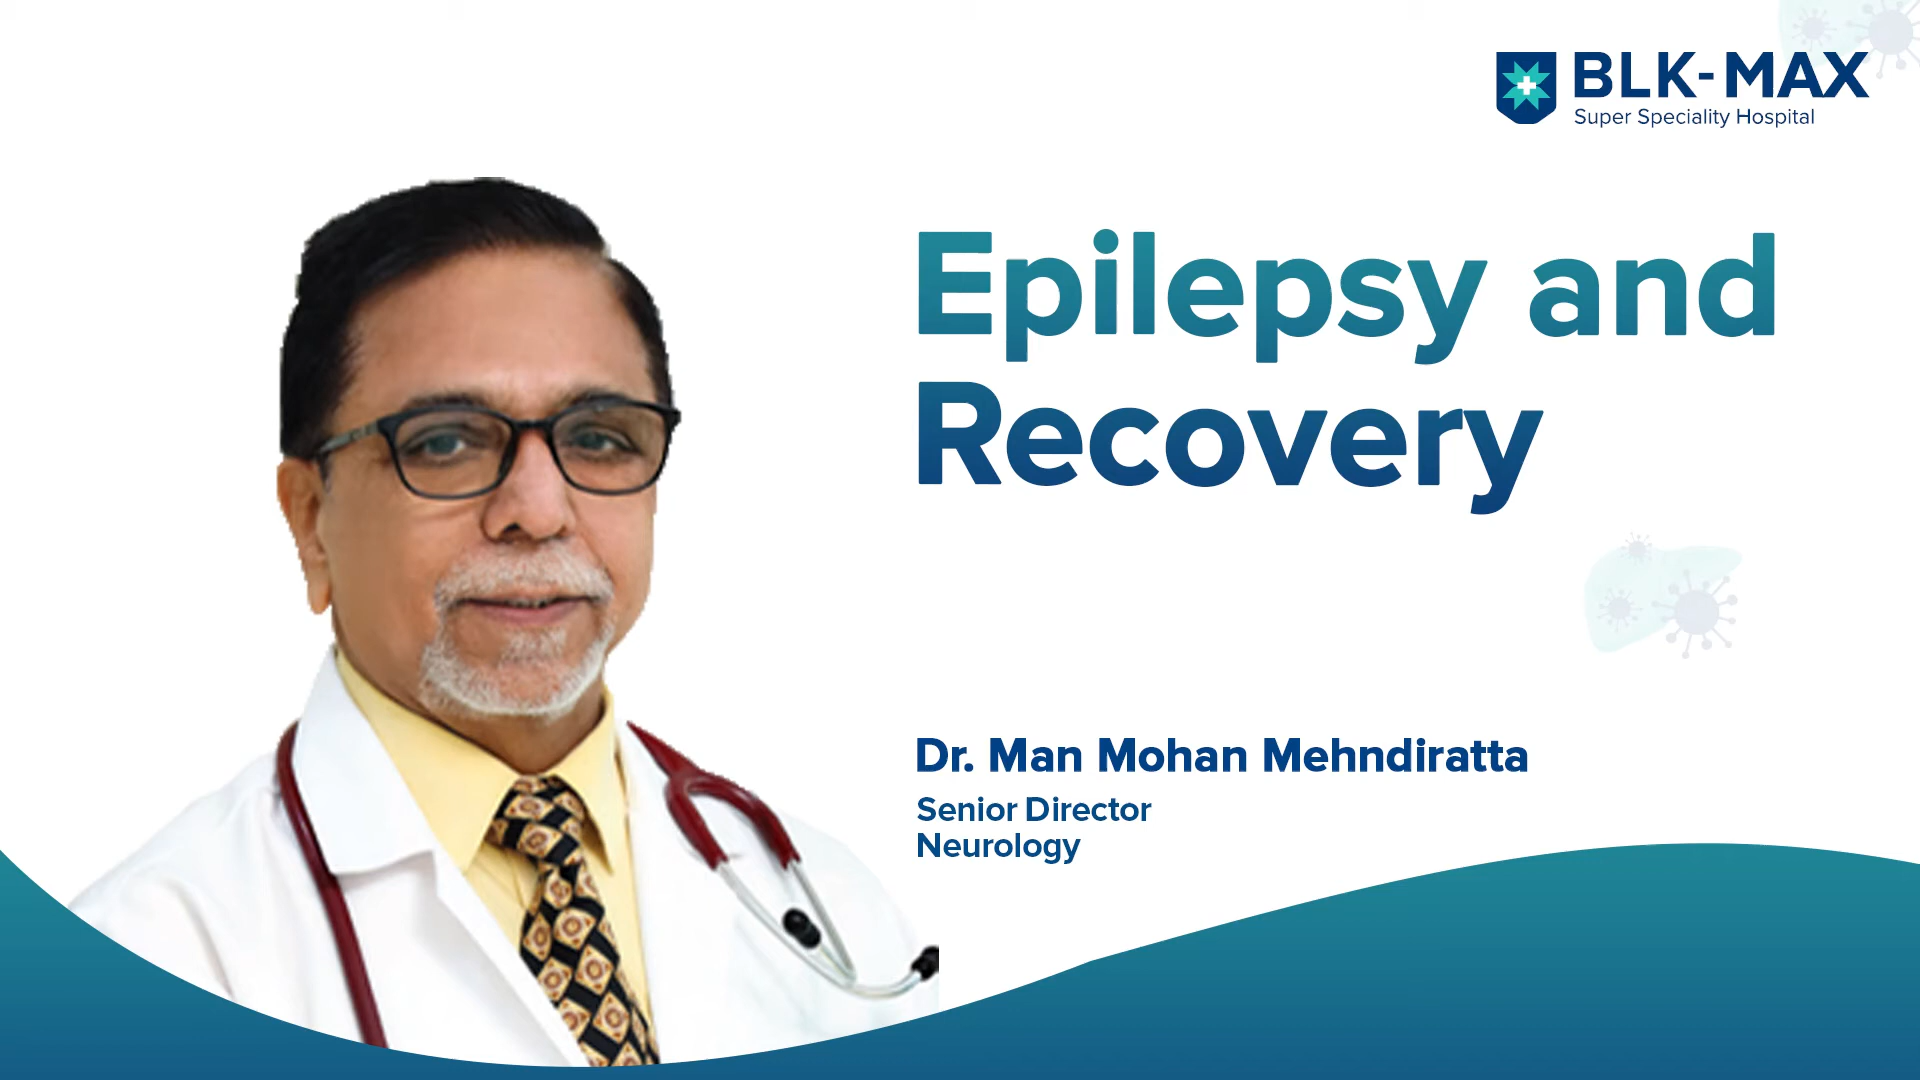 BLK-MAX
Super Speciality Hospital
Epilepsy and
Recovery
Dr. Man Mohan Mehndiratta
Senior Director
Neurology